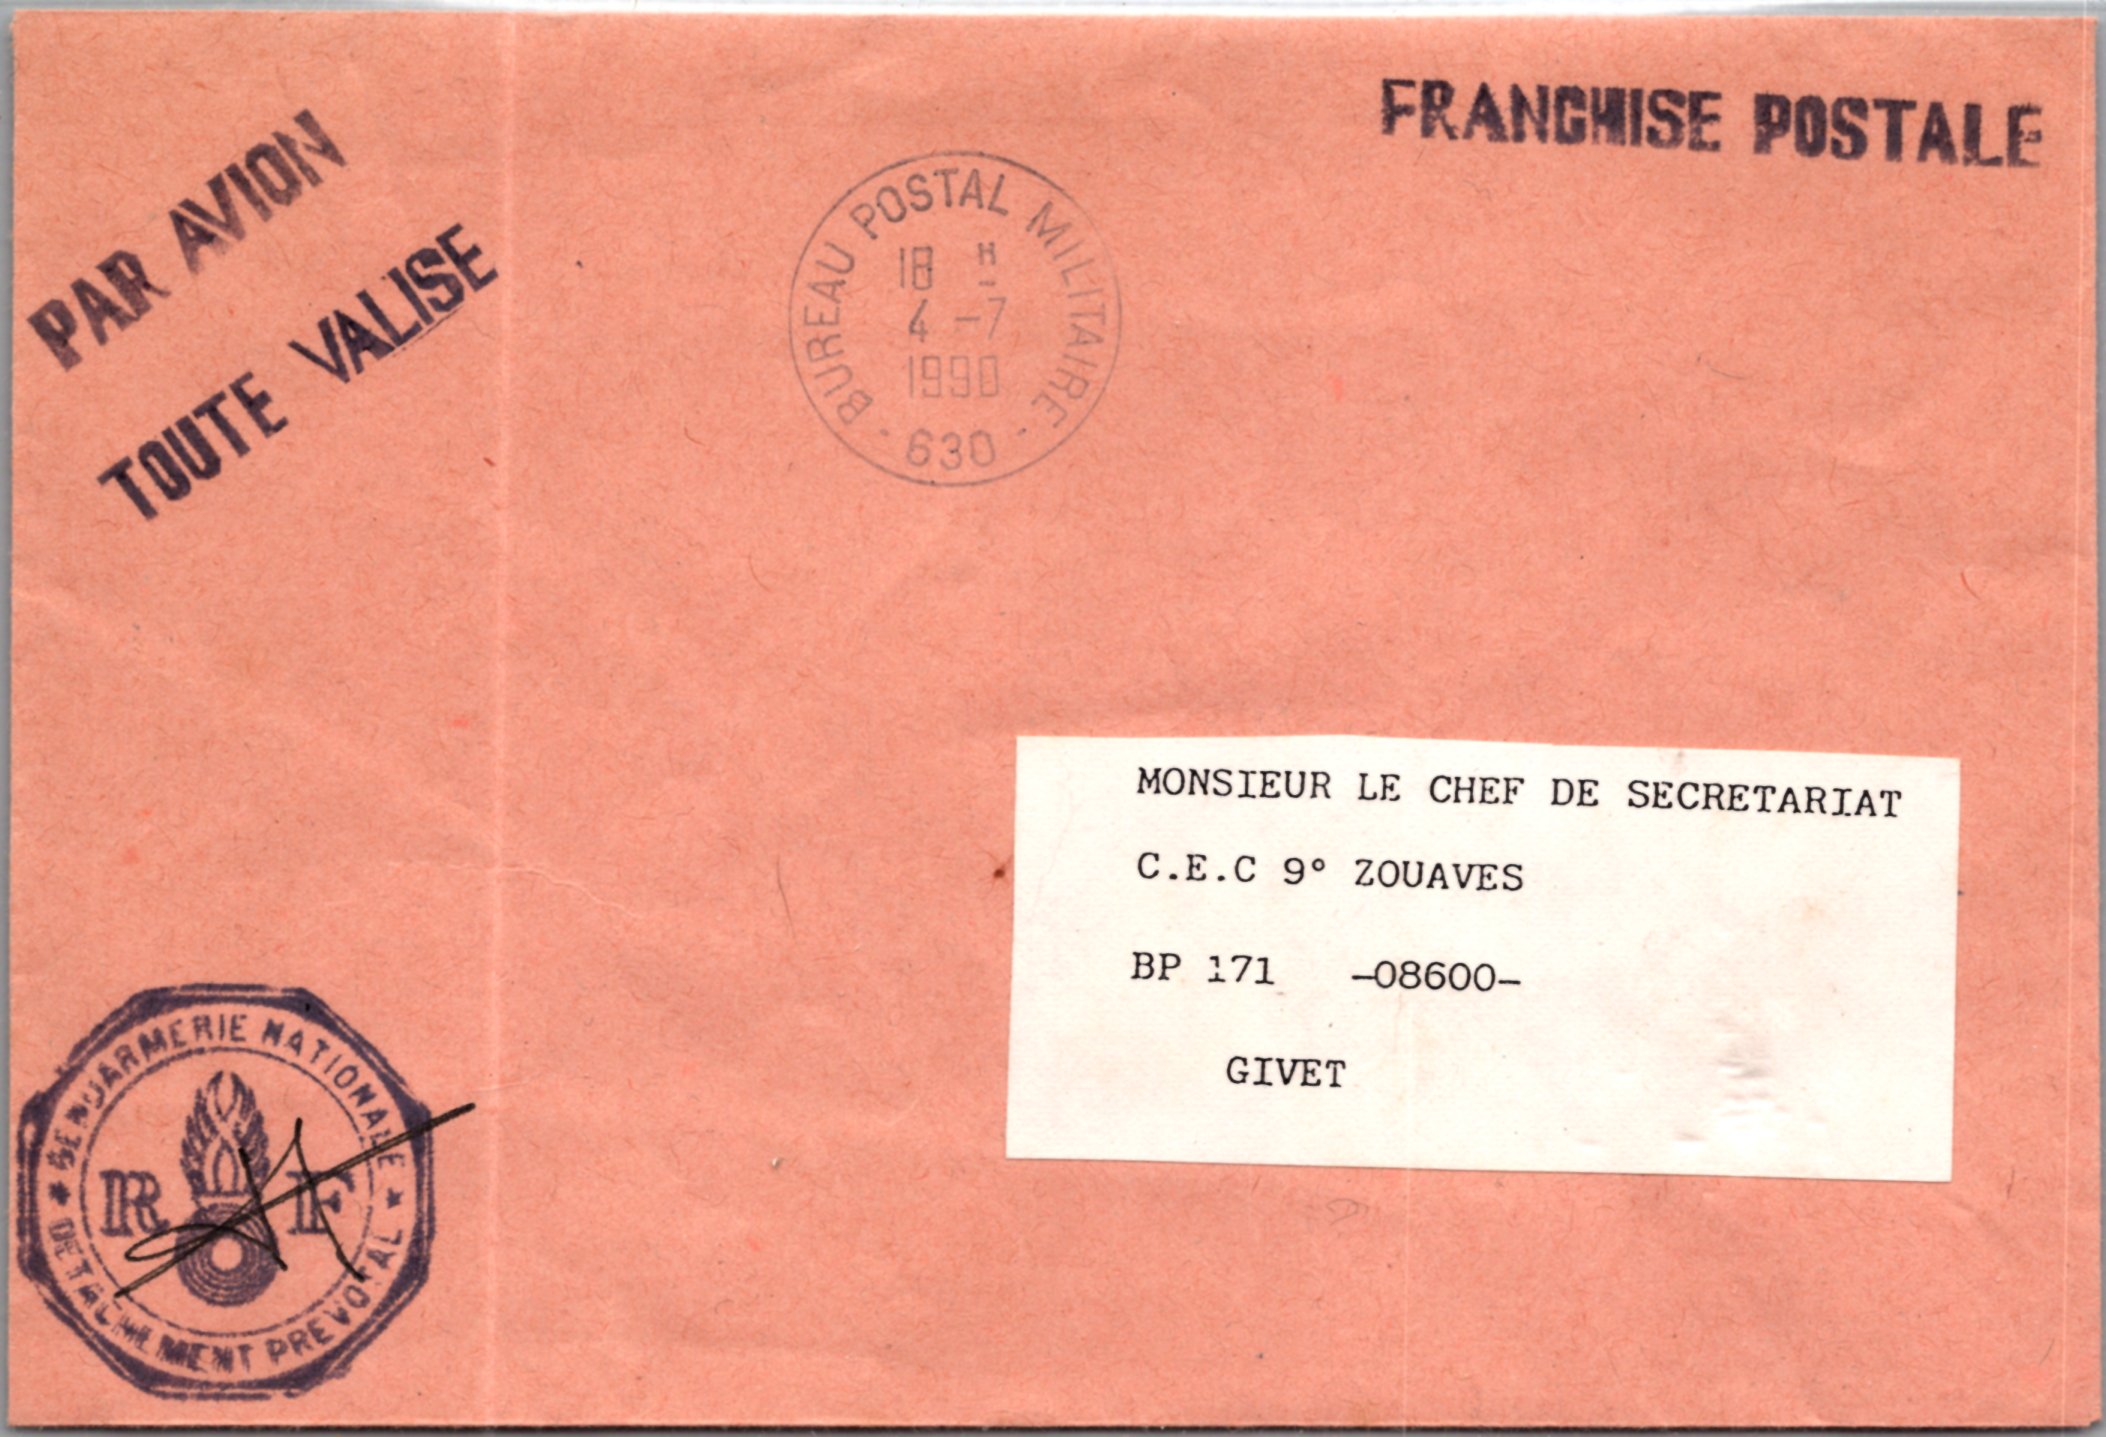 FRANCHISE POSTALE
PAR AVION
TOUTE VALISE
BUREAU POSTAL MILITAIRE
18 H
4 -7
1990
- 630 -
MONSIEUR LE CHEF DE SECRETARIAT
C.E.C 9° ZOUAVES
BP 171 -08600-
GIVET
GENDARMERIE NATIONALE
R F
DETACHEMENT PREVOTAL